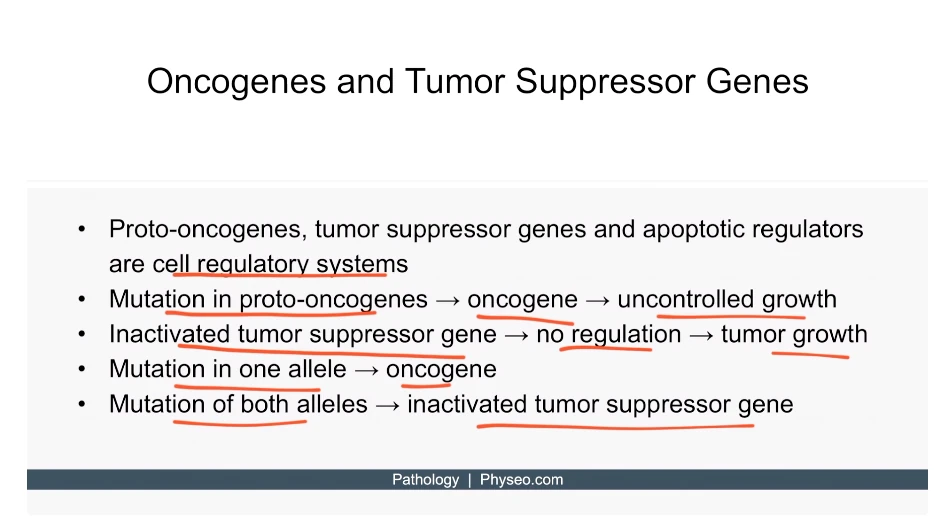 Oncogenes and Tumor Suppressor Genes
• Proto-oncogenes, tumor suppressor genes and apoptotic regulators
are cell regulatory systems
• Mutation in proto-oncogenes → oncogene → uncontrolled growth
• Inactivated tumor suppressor gene → no regulation → tumor growth
• Mutation in one allele → oncogene
• Mutation of both alleles → inactivated tumor suppressor gene
Pathology | Physeo.com